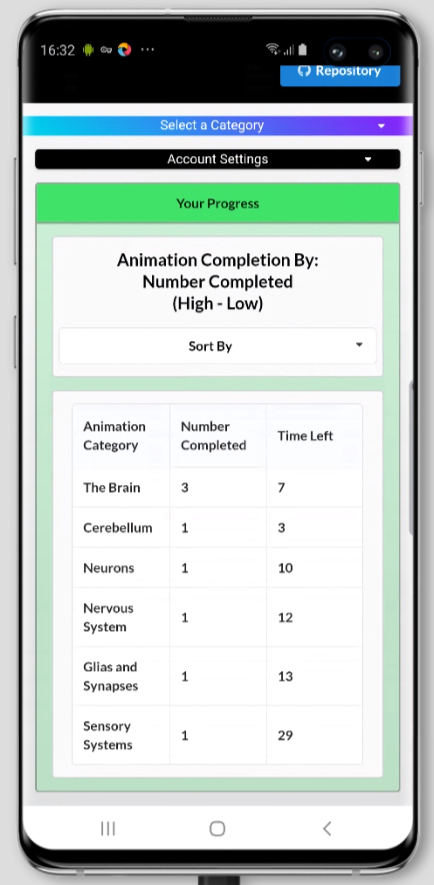 16:32
Repository
Select a Category
Account Settings
Your Progress
Animation Completion By:
Number Completed
(High - Low)
Sort By
Animation Category
Number Completed
Time Left
The Brain 3 7
Cerebellum 1 3
Neurons 1 10
Nervous System 1 12
Glias and Synapses 1 13
Sensory Systems 1 29